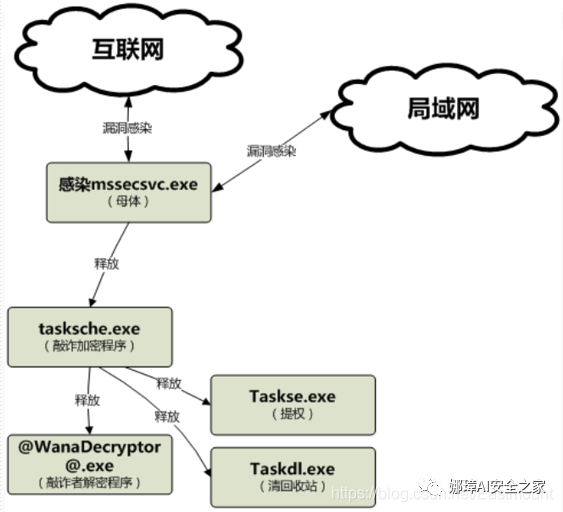 互联网
局域网
漏洞感染
漏洞感染
感染mssecsvc.exe
（母体）
释放
tasksche.exe
（敲诈加密程序）
释放
释放
释放
Taskse.exe
（提权）
@WanaDecryptor
@.exe
（敲诈者解密程序）
Taskdl.exe
（清回收站）
娜璋AI安全之家
https://blog.csdn.net/Eastmount